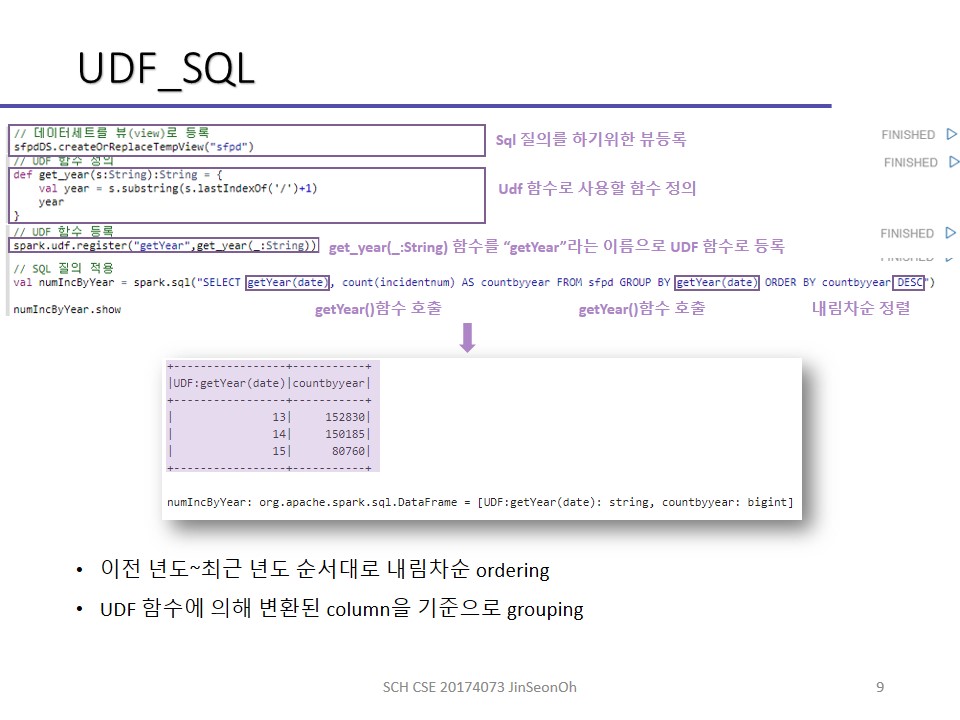 UDF_SQL
// 데이터세트를 뷰(view)로 등록
sfpdDS.createOrReplaceTempView("sfpd")
Sql 질의를 하기위한 뷰등록
FINISHED
// UDF 함수 정의
FINISHED
def get_year(s:String):String = {
val year = s.substring(s.lastIndexOf('/')+1)
year
}
Udf 함수로 사용할 함수 정의
// UDF 함수 등록
FINISHED
spark.udf.register("getYear",get_year(_:String))
get_year(_:String) 함수를 “getYear”라는 이름으로 UDF 함수로 등록
FINISHED
// SQL 질의 적용
val numIncByYear = spark.sql("SELECT getYear(date), count(incidentnum) AS countbyyear FROM sfpd GROUP BY getYear(date) ORDER BY countbyyear DESC")
numIncByYear.show
getYear()함수 호출
getYear()함수 호출
내림차순 정렬
+-----------------+-----------+
|UDF:getYear(date)|countbyyear|
+-----------------+-----------+
| 13| 152830|
| 14| 150185|
| 15| 80760|
+-----------------+-----------+
numIncByYear: org.apache.spark.sql.DataFrame = [UDF:getYear(date): string, countbyyear: bigint]
• 이전 년도~최근 년도 순서대로 내림차순 ordering
• UDF 함수에 의해 변환된 column을 기준으로 grouping
SCH CSE 20174073 JinSeonOh
9